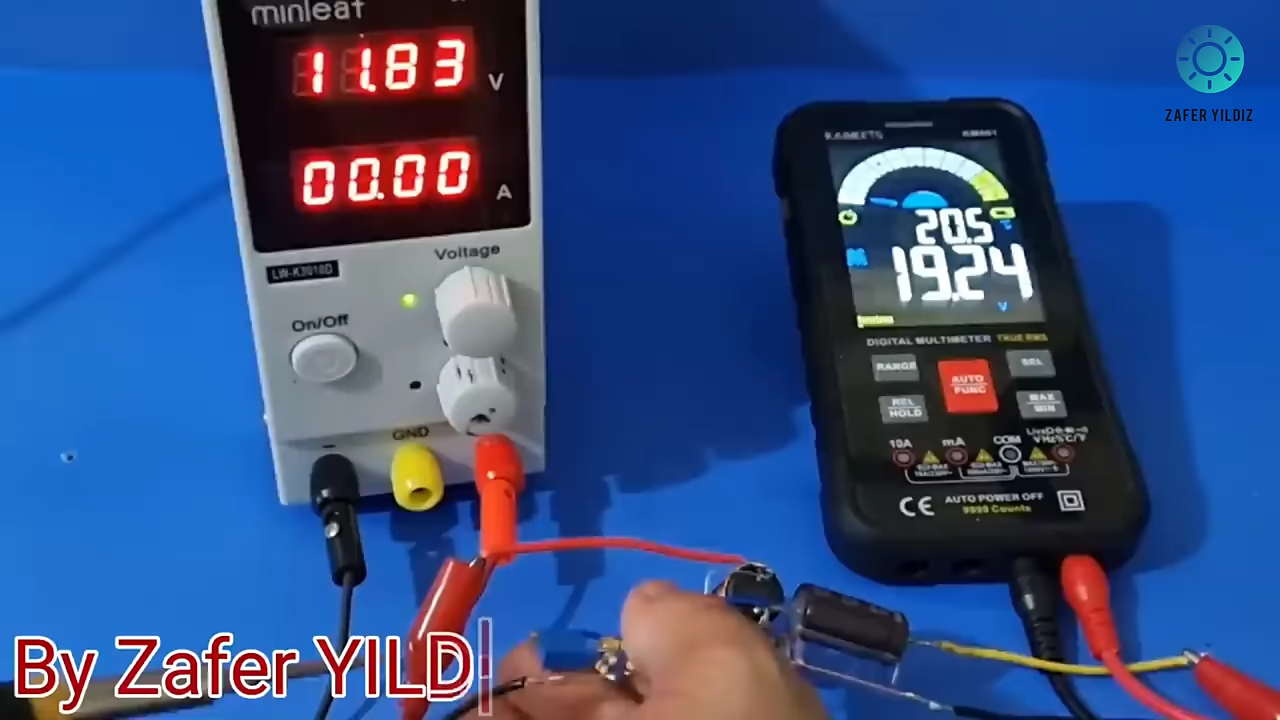 minleaf
11.83 V
00.00 A
LW-K3010D
Voltage
On/Off
GND
ZAFER YILDIZ
KAIWEETS
20.5
19.24
V
DIGITAL MULTIMETER TRUE RMS
RANGE
AUTO
FUNC
SEL
REL
HOLD
MAX
MIN
10A
mA
COM
CE
AUTO POWER OFF
9999 Counts
By Zafer YILD